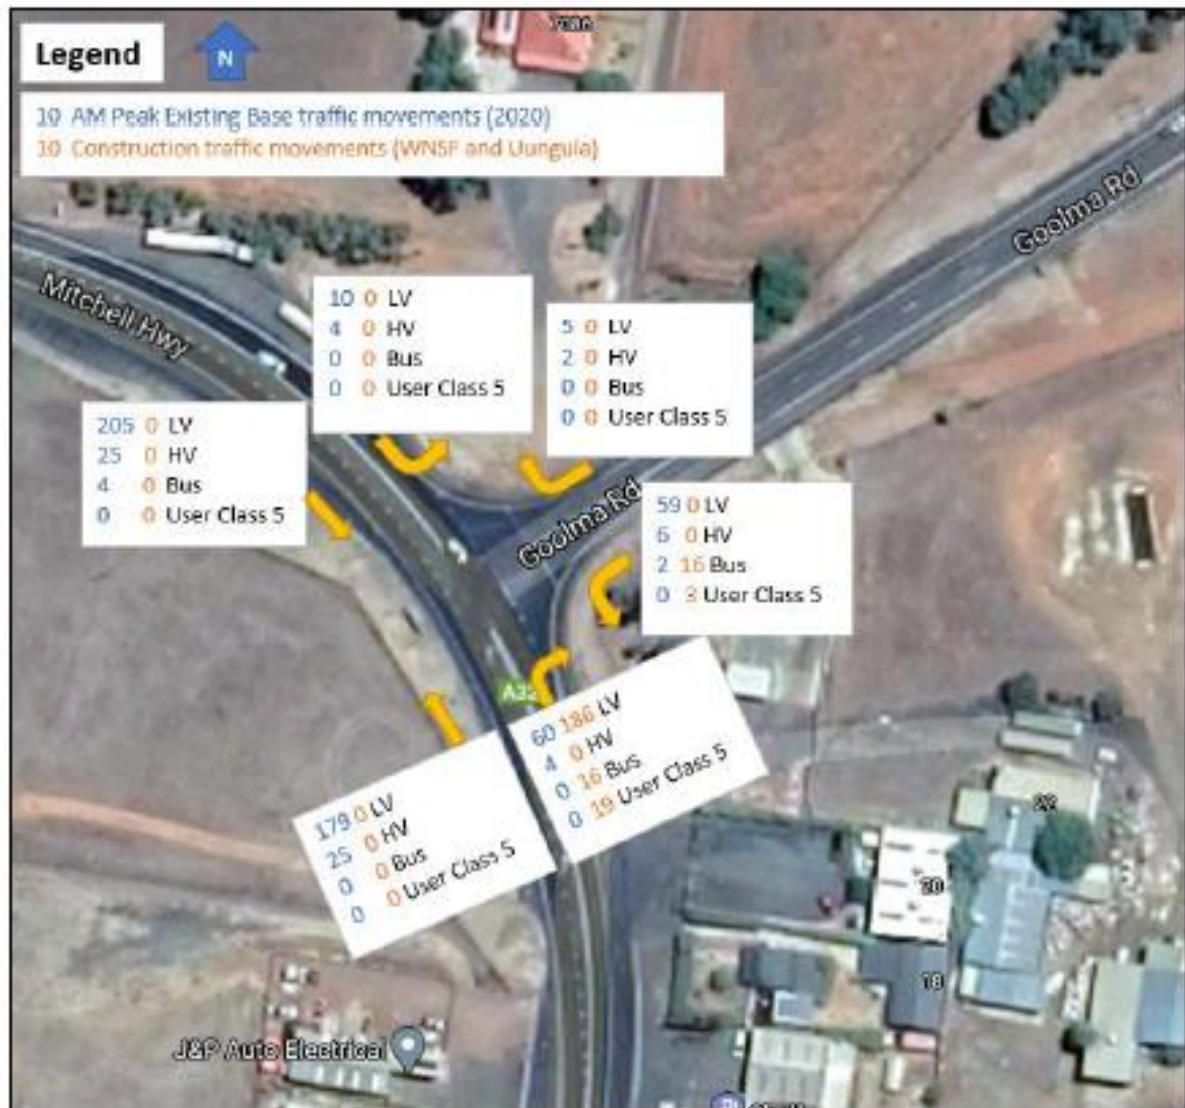 Legend
N
10 AM Peak Existing Base traffic movements (2020)
10 Construction traffic movements (WNSF and Uungula)
Goolma Rd
Mitchell Hwy
10 0 LV
4 0 HV
0 0 Bus
0 0 User Class 5
5 0 LV
2 0 HV
0 0 Bus
0 0 User Class 5
205 0 LV
25 0 HV
4 0 Bus
0 0 User Class 5
Goolma Rd
59 0 LV
6 0 HV
2 16 Bus
0 3 User Class 5
A32
60 186 LV
4 0 HV
0 16 Bus
0 19 User Class 5
179 0 LV
25 0 HV
0 0 Bus
0 0 User Class 5
22
20
18
J&P Auto Electrical